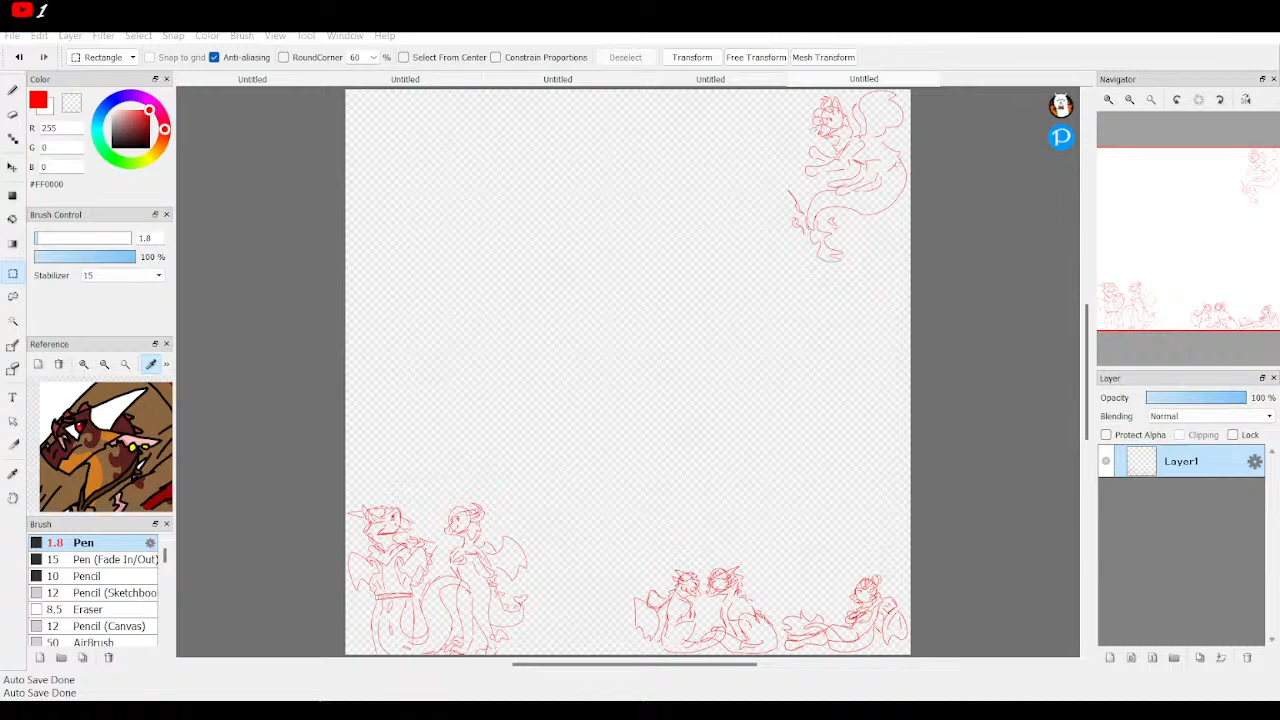 1
File Edit Layer Filter Select Snap Color Brush View Tool Window Help
Rectangle Snap to grid Anti-aliasing RoundCorner 60 % Select From Center Constrain Proportions Deselect Transform Free Transform Mesh Transform
Untitled Untitled Untitled Untitled Untitled
Color
R 255
G 0
B 0
#FF0000
Brush Control
1.8
100 %
Stabilizer 15
Reference
Brush
1.8 Pen
15 Pen (Fade In/Out)
10 Pencil
12 Pencil (Sketchboo
8.5 Eraser
12 Pencil (Canvas)
50 AirBrush
Auto Save Done
Auto Save Done
Navigator
Layer
Opacity 100 %
Blending Normal
Protect Alpha Clipping Lock
Layer1